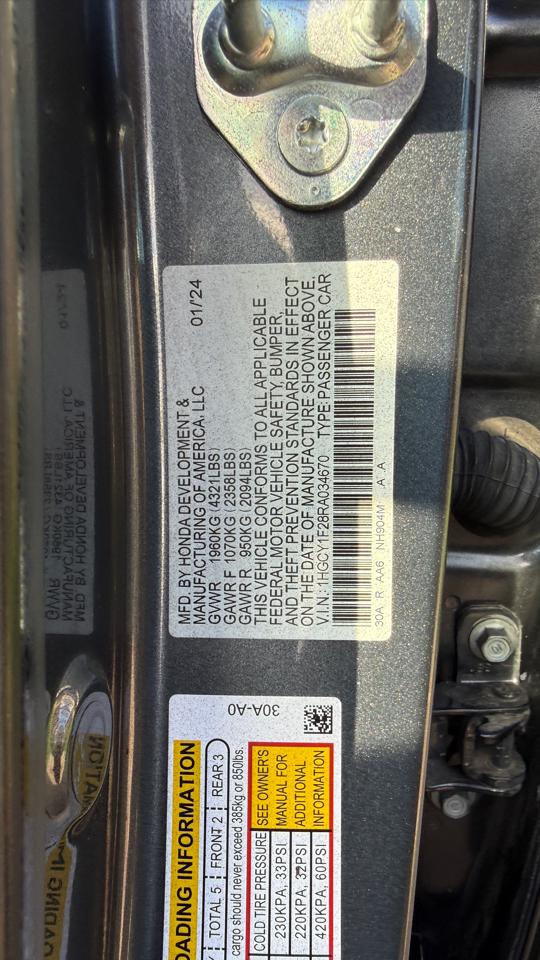 MFD. BY HONDA DEVELOPMENT &
MANUFACTURING OF AMERICA, LLC 01/'24
GVWR 1960KG (4321LBS)
GAWR F 1070KG (2358LBS)
GAWR R 950KG (2094LBS)
THIS VEHICLE CONFORMS TO ALL APPLICABLE
FEDERAL MOTOR VEHICLE SAFETY, BUMPER,
AND THEFT PREVENTION STANDARDS IN EFFECT
ON THE DATE OF MANUFACTURE SHOWN ABOVE.
V.I.N.: 1HGCY1F28RA034670 TYPE: PASSENGER CAR
30A R AA6 NH904M A A
30A-A0
OADING INFORMATION
TOTAL 5 FRONT 2 REAR 3
cargo should never exceed 385kg or 850lbs.
COLD TIRE PRESSURE SEE OWNER'S
230KPA, 33PSI MANUAL FOR
220KPA, 32PSI ADDITIONAL
420KPA, 60PSI INFORMATION